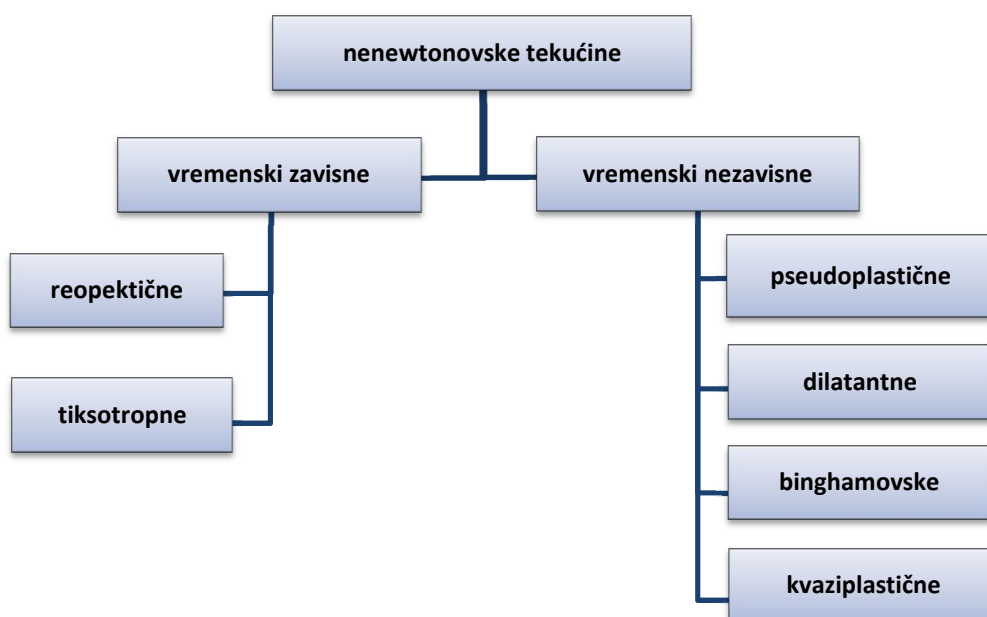 nenewtonovske tekućine
vremenski zavisne
vremenski nezavisne
reopektične
tiksotropne
pseudoplastične
dilatantne
binghamovske
kvaziplastične